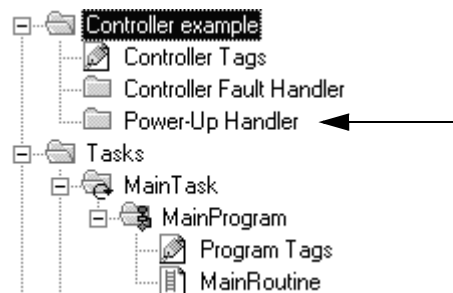 Controller example
Controller Tags
Controller Fault Handler
Power-Up Handler
Tasks
MainTask
MainProgram
Program Tags
MainRoutine